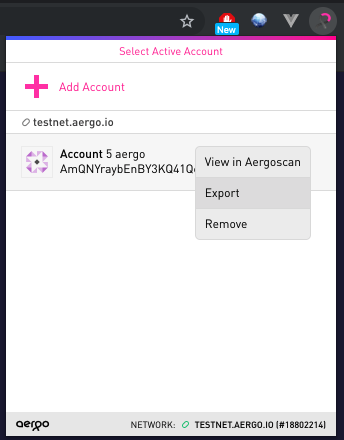 New
Select Active Account
Add Account
testnet.aergo.io
Account 5 aergo
AmQNYraybEnBY3KQ41Q
View in Aergoscan
Export
Remove
aergo
NETWORK: TESTNET.AERGO.IO (#18802214)